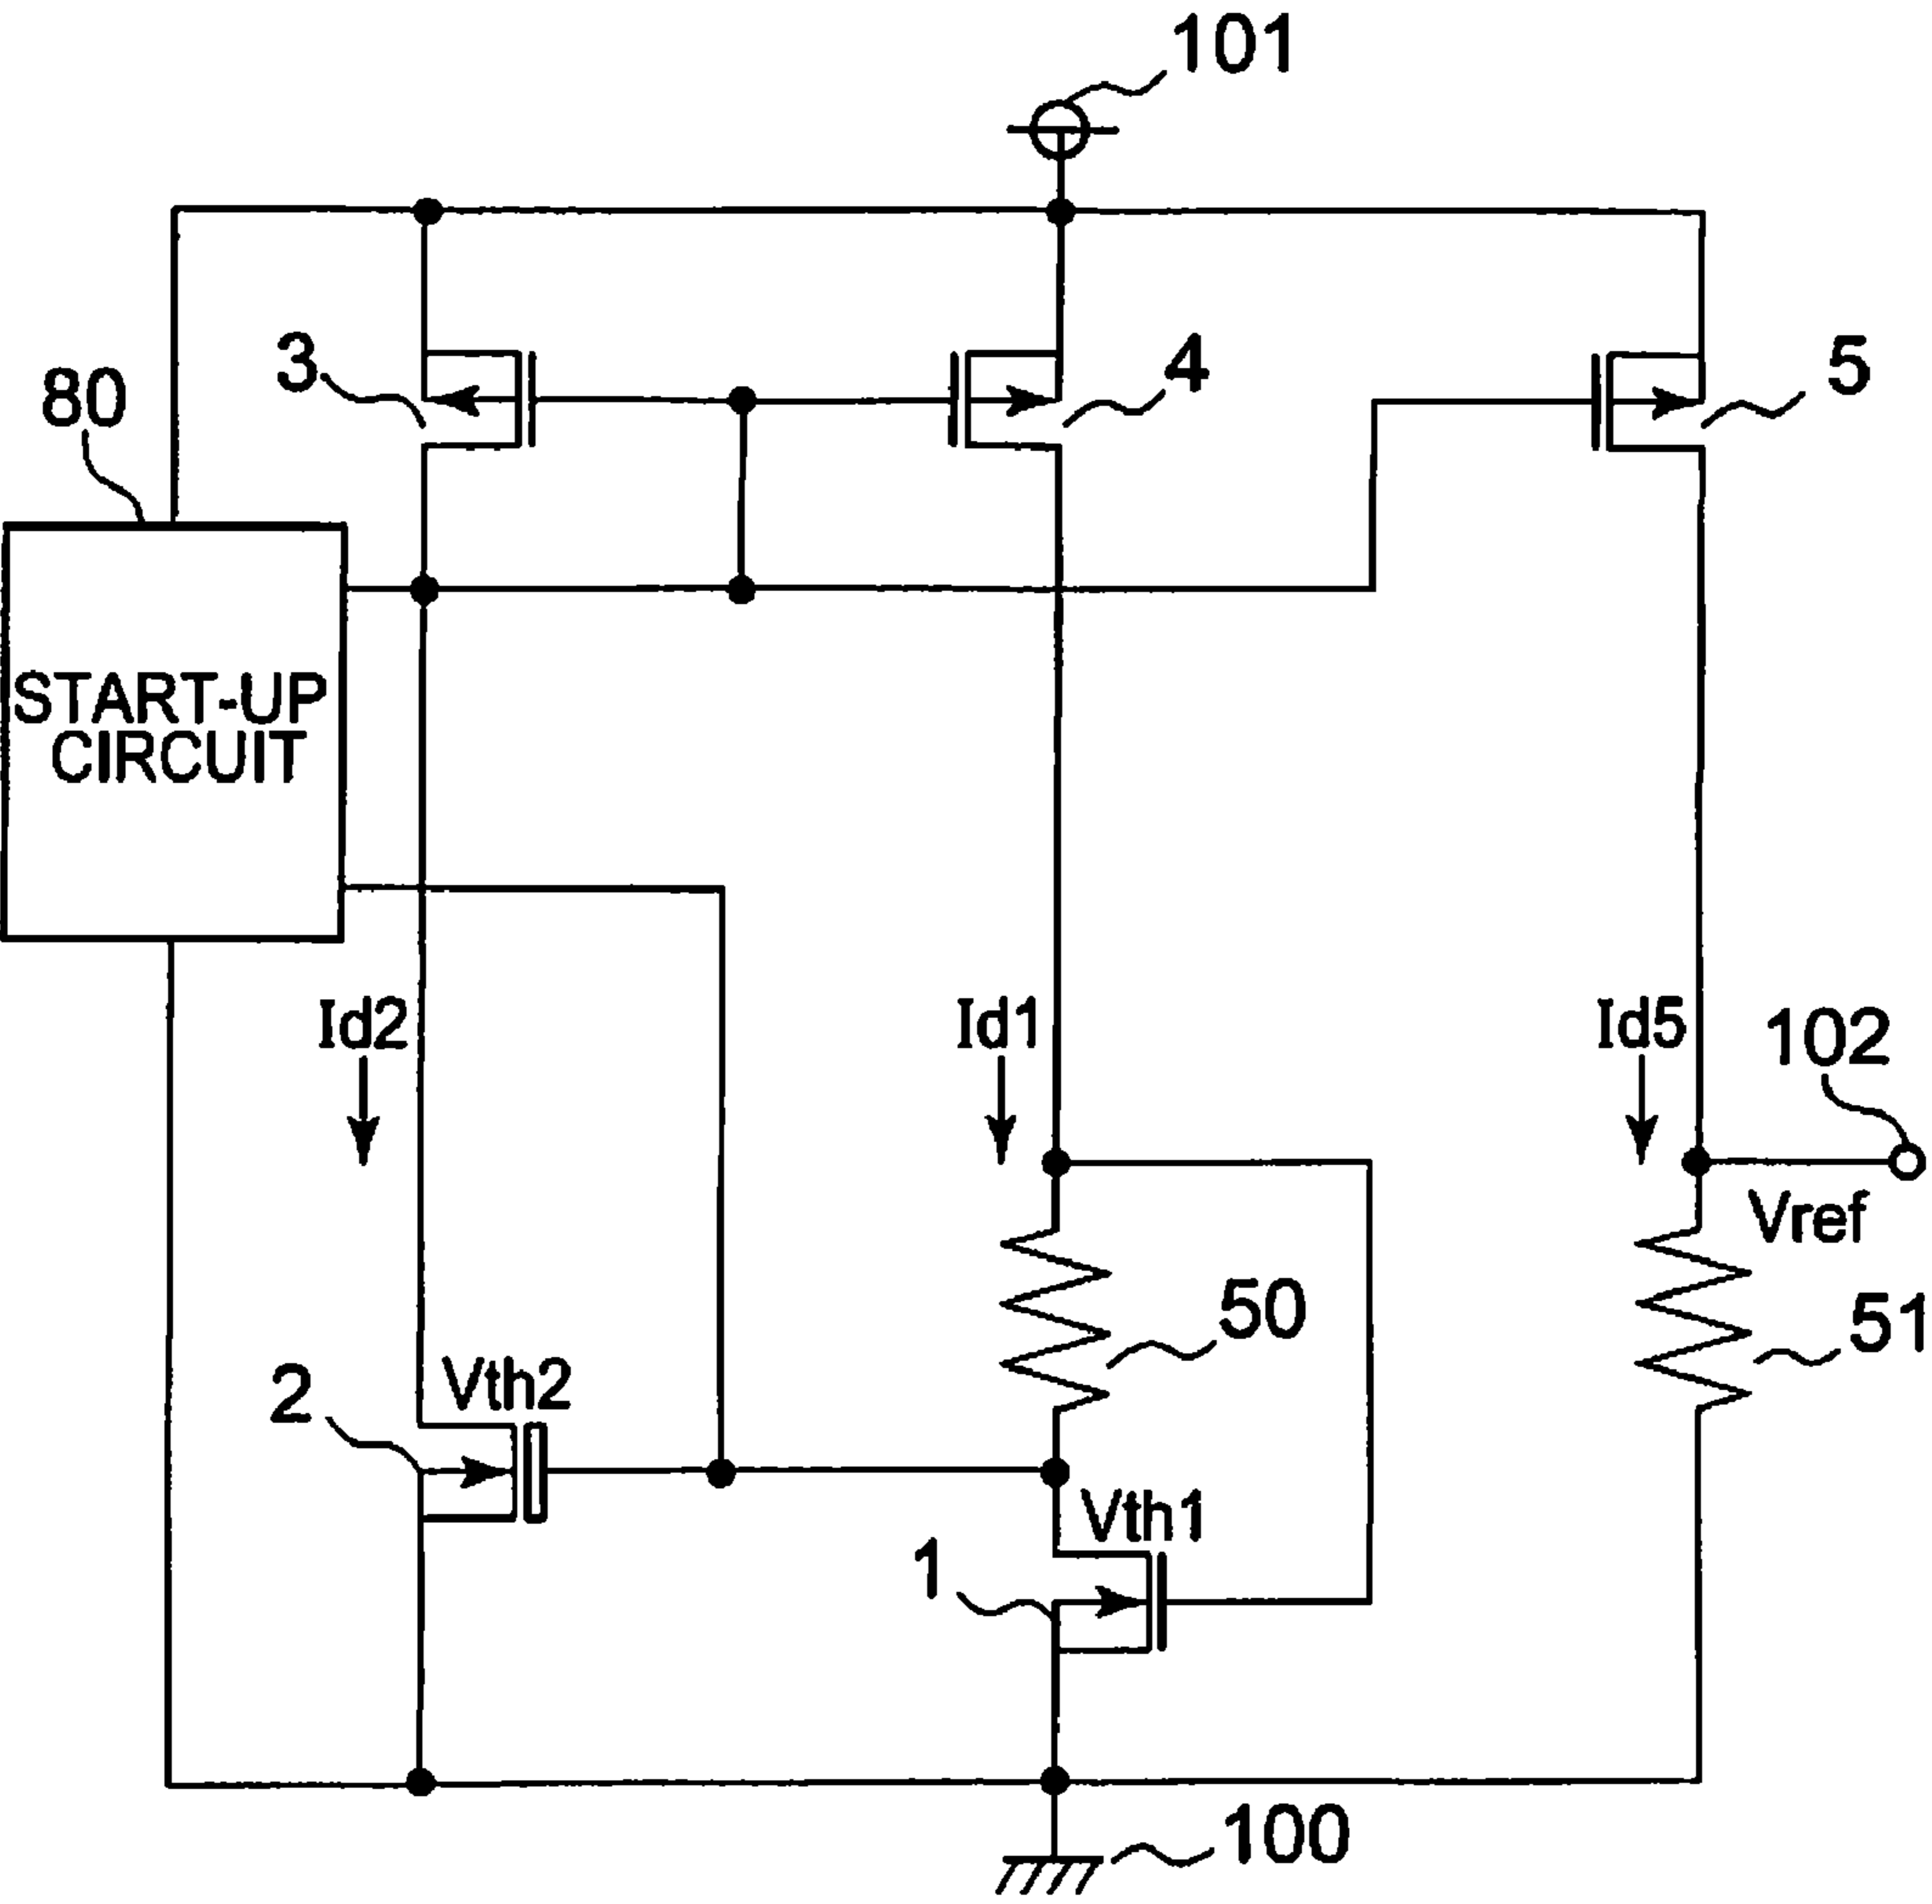 101
3
4
5
80
START-UP
CIRCUIT
Id2
Id1
Id5
102
Vref
50
51
2
Vth2
Vth1
1
100